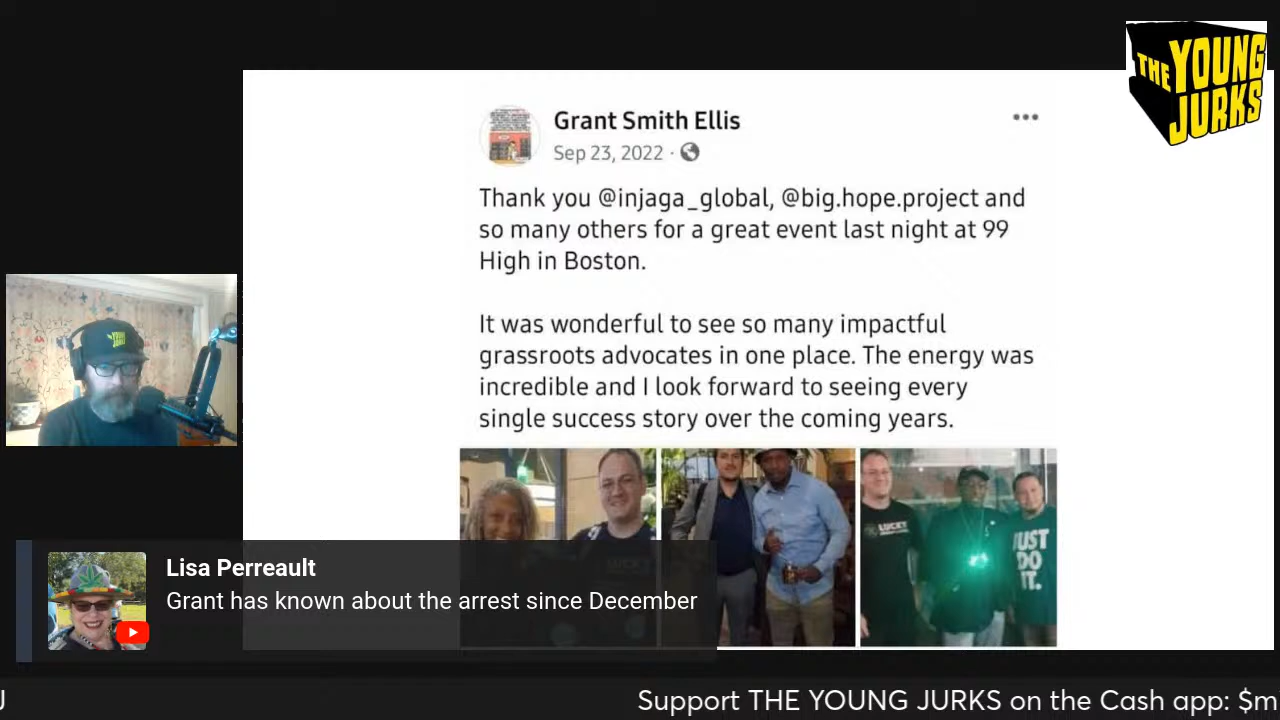 THE YOUNG JURKS
Grant Smith Ellis
Sep 23, 2022 ·
Thank you @injaga_global, @big.hope.project and
so many others for a great event last night at 99
High in Boston.
It was wonderful to see so many impactful
grassroots advocates in one place. The energy was
incredible and I look forward to seeing every
single success story over the coming years.
LUCKY
JUST
DO
IT.
Lisa Perreault
Grant has known about the arrest since December
J
Support THE YOUNG JURKS on the Cash app: $m